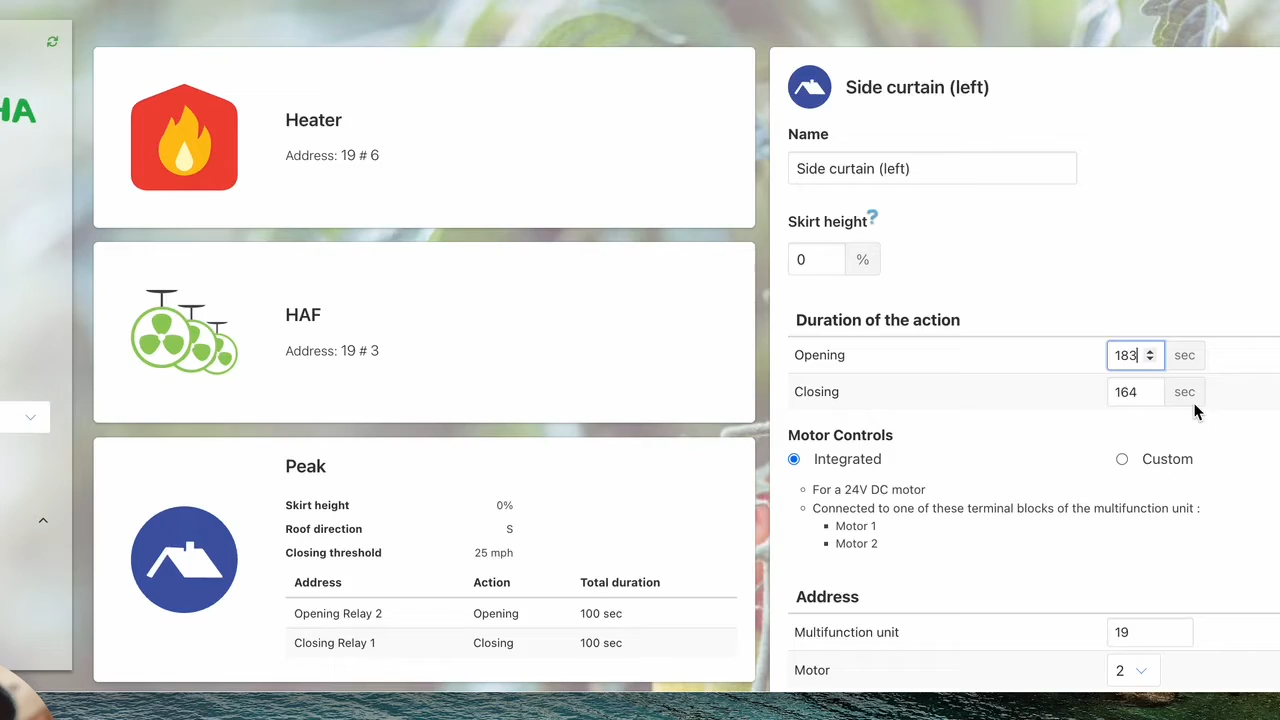 HA
Heater
Address: 19 # 6
HAF
Address: 19 # 3
Peak
Skirt height 0%
Roof direction S
Closing threshold 25 mph
Address Action Total duration
Opening Relay 2 Opening 100 sec
Closing Relay 1 Closing 100 sec
Side curtain (left)
Name
Side curtain (left)
Skirt height?
0 %
Duration of the action
Opening 183 sec
Closing 164 sec
Motor Controls
Integrated Custom
For a 24V DC motor
Connected to one of these terminal blocks of the multifunction unit :
Motor 1
Motor 2
Address
Multifunction unit 19
Motor 2